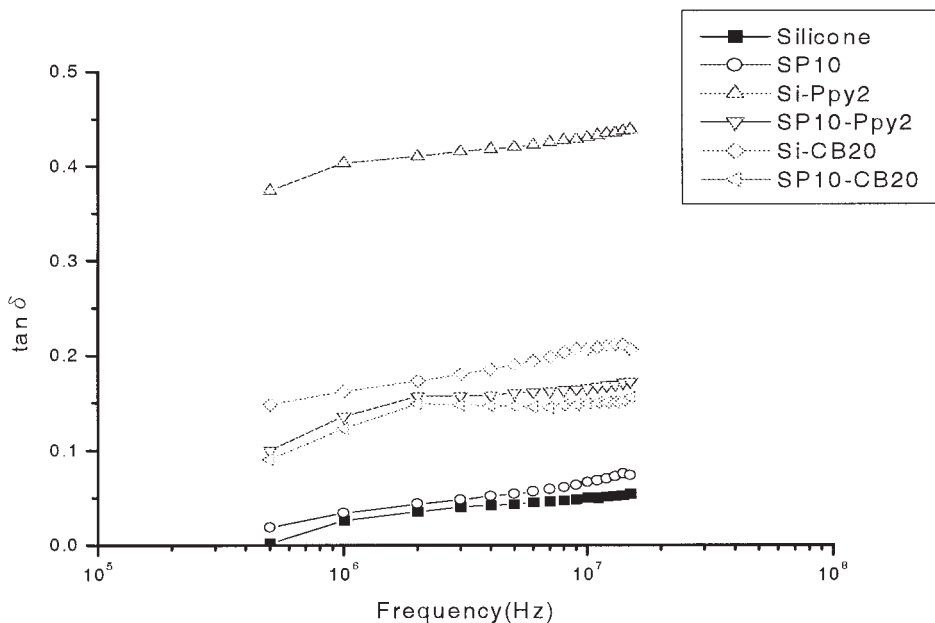 Silicone
SP10
Si-Ppy2
SP10-Ppy2
Si-CB20
SP10-CB20
0.5
0.4
0.3
0.2
0.1
0.0
tan δ
10⁵
10⁶
10⁷
10⁸
Frequency(Hz)